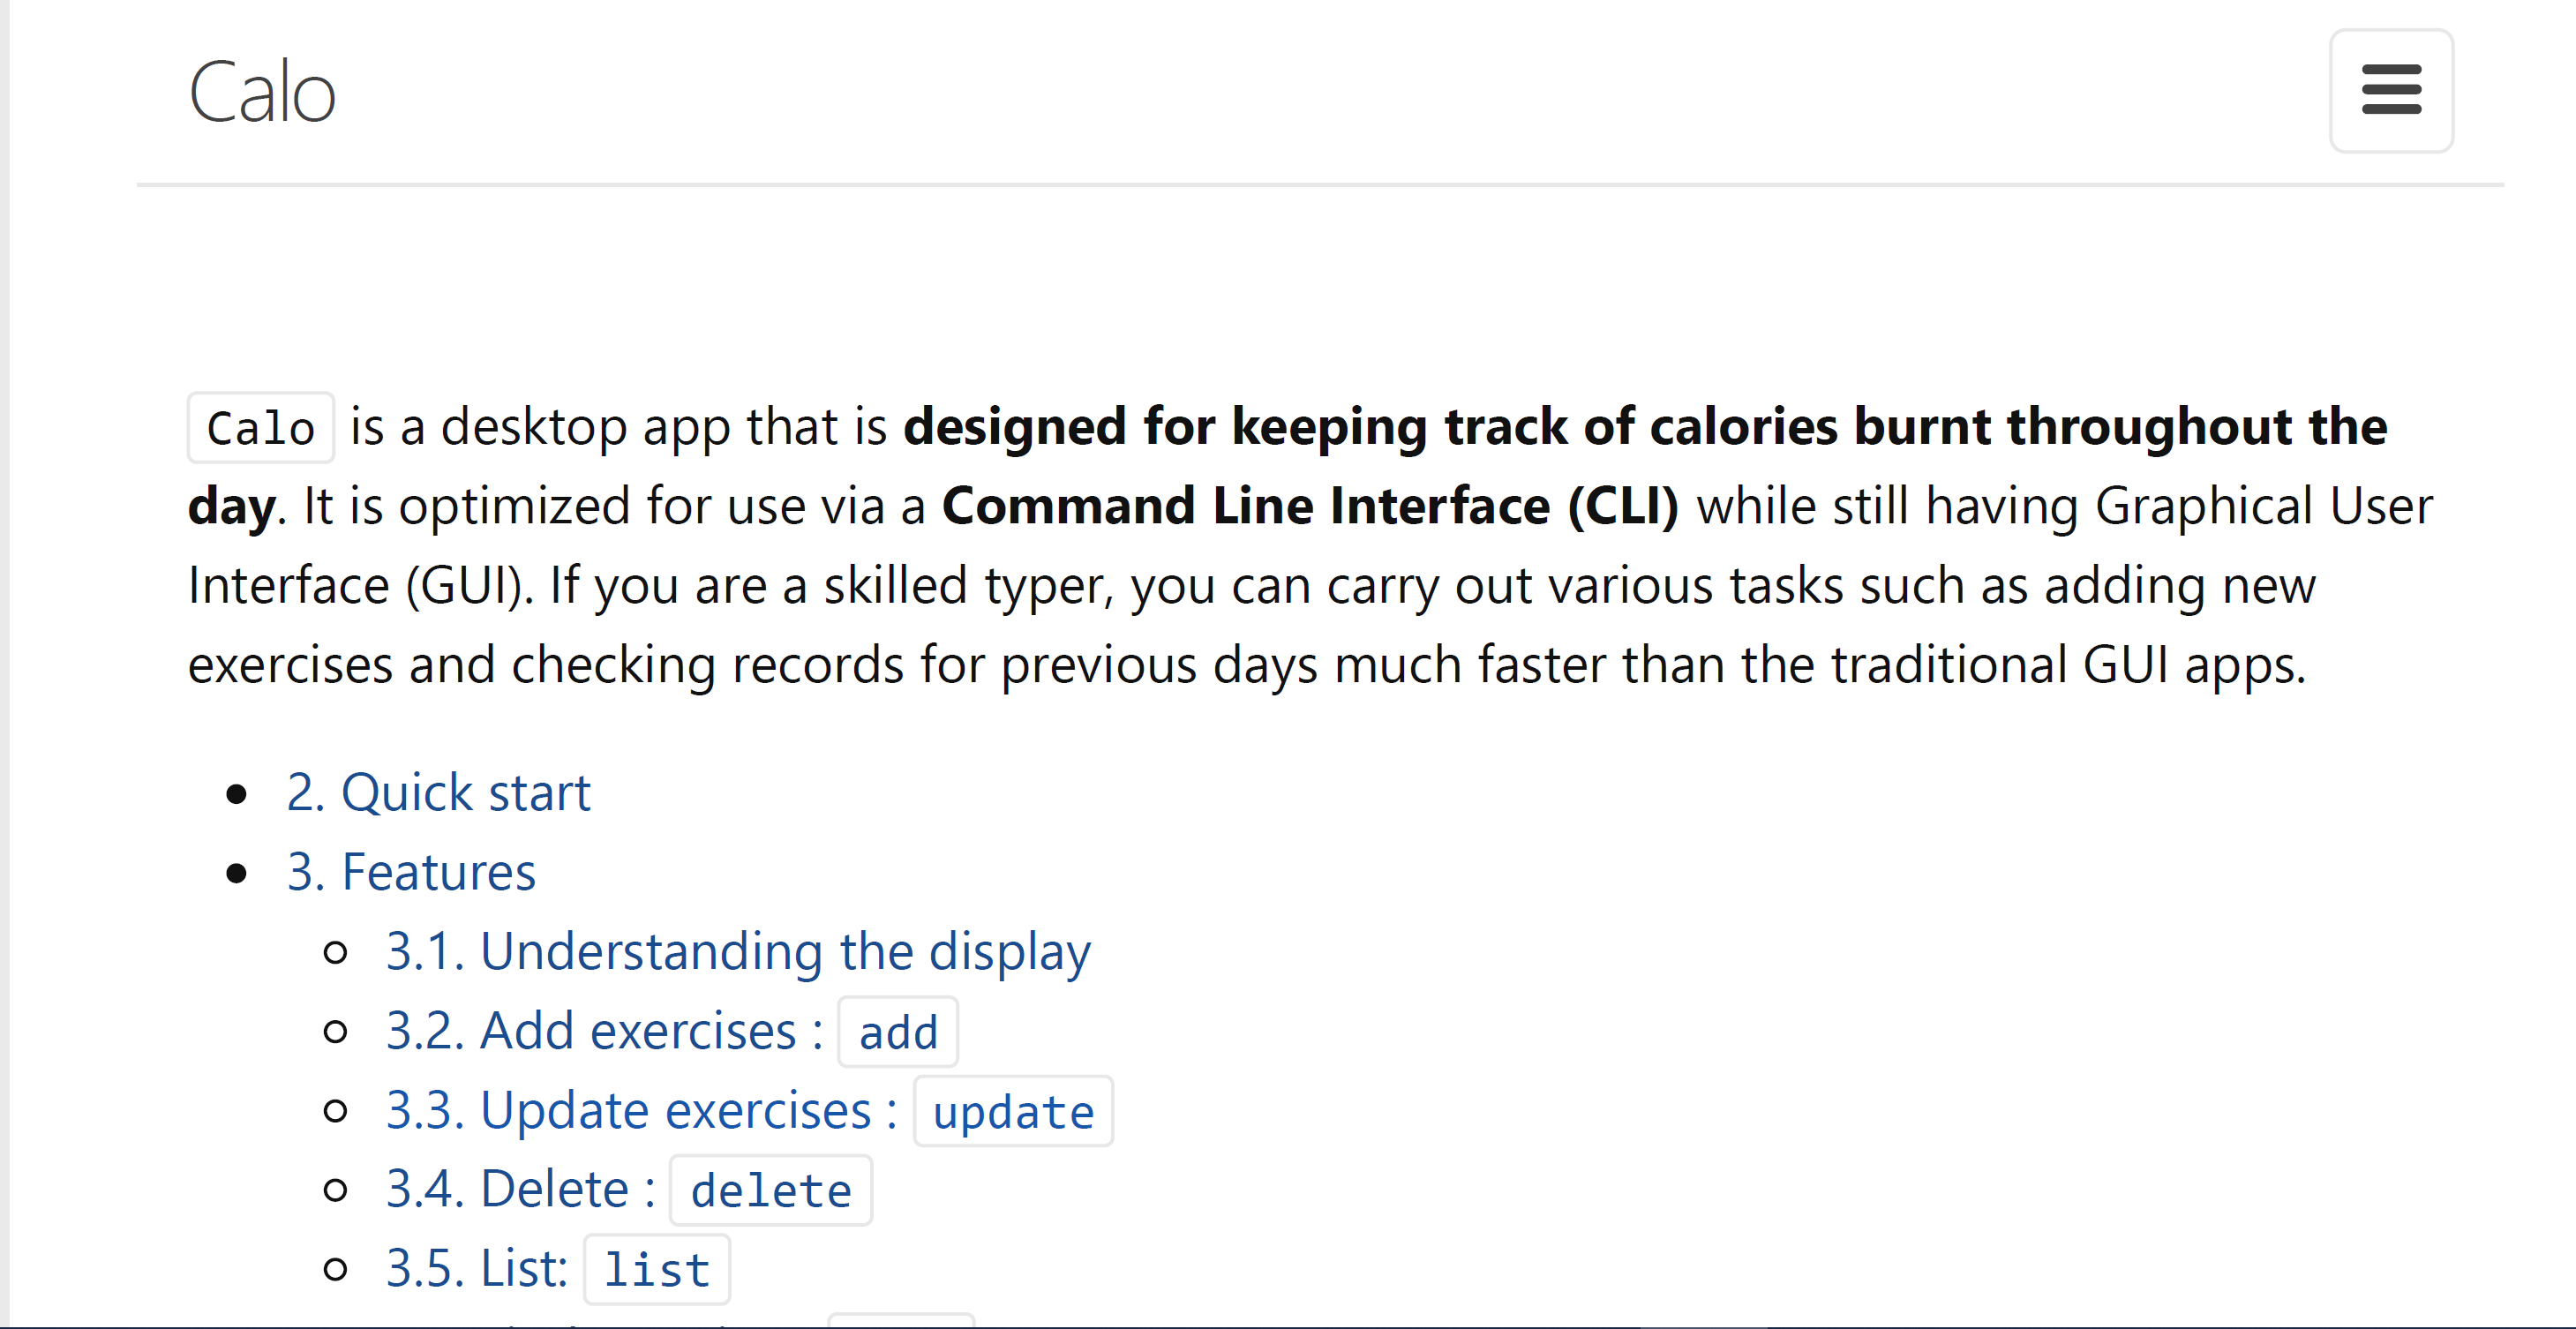 Calo
Calo is a desktop app that is designed for keeping track of calories burnt throughout the
day. It is optimized for use via a Command Line Interface (CLI) while still having Graphical User
Interface (GUI). If you are a skilled typer, you can carry out various tasks such as adding new
exercises and checking records for previous days much faster than the traditional GUI apps.
2. Quick start
3. Features
3.1. Understanding the display
3.2. Add exercises : add
3.3. Update exercises : update
3.4. Delete : delete
3.5. List: list